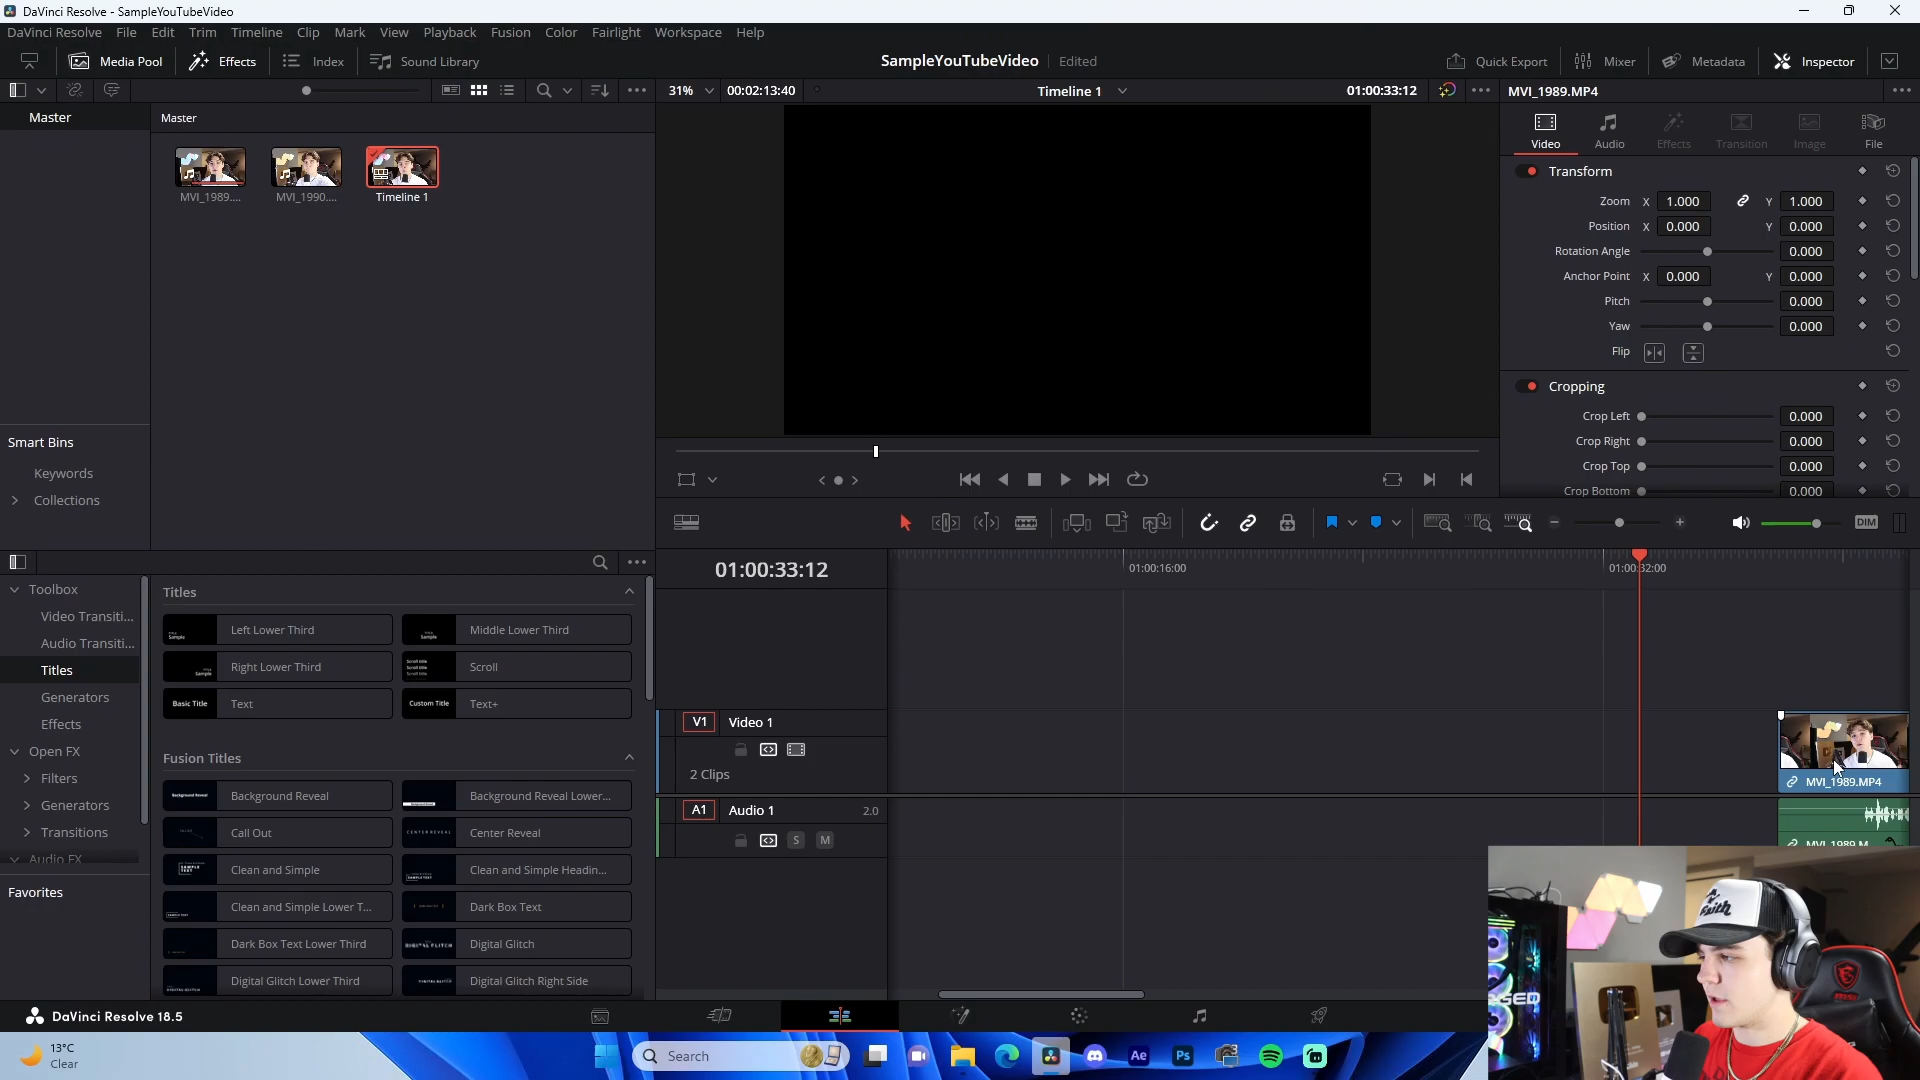 DaVinci Resolve - SampleYouTubeVideo
DaVinci Resolve File Edit Trim Timeline Clip Mark View Playback Fusion Color Fairlight Workspace Help
Media Pool Effects Index Sound Library SampleYouTubeVideo Edited Quick Export Mixer Metadata Inspector
31% 00:02:13:40 Timeline 1 01:00:33:12 MVI_1989.MP4
Master Master
Video Audio Effects Transition Image File
MVI_1989.... MVI_1990.... Timeline 1
Transform
Zoom X 1.000 Y 1.000
Position X 0.000 Y 0.000
Rotation Angle 0.000
Anchor Point X 0.000 Y 0.000
Pitch 0.000
Yaw 0.000
Flip
Cropping
Crop Left 0.000
Crop Right 0.000
Crop Top 0.000
Crop Bottom 0.000
Smart Bins
Keywords
Collections
DIM
01:00:33:12
01:00:16:00 01:00:32:00
Toolbox
Video Transiti...
Audio Transiti...
Titles
Generators
Effects
Open FX
Filters
Generators
Transitions
Audio FX
Favorites
Titles
Left Lower Third Middle Lower Third
Right Lower Third Scroll
Basic Title Text Custom Title Text+
Fusion Titles
Background Reveal Background Reveal Lower...
Call Out Center Reveal
Clean and Simple Clean and Simple Headin...
Clean and Simple Lower T... Dark Box Text
Dark Box Text Lower Third Digital Glitch
Digital Glitch Lower Third Digital Glitch Right Side
V1 Video 1
2 Clips
MVI_1989.MP4
A1 Audio 1 2.0
S M
MVI_1989.M...
DaVinci Resolve 18.5
13°C
Clear
Search
Ae Ps
Faith